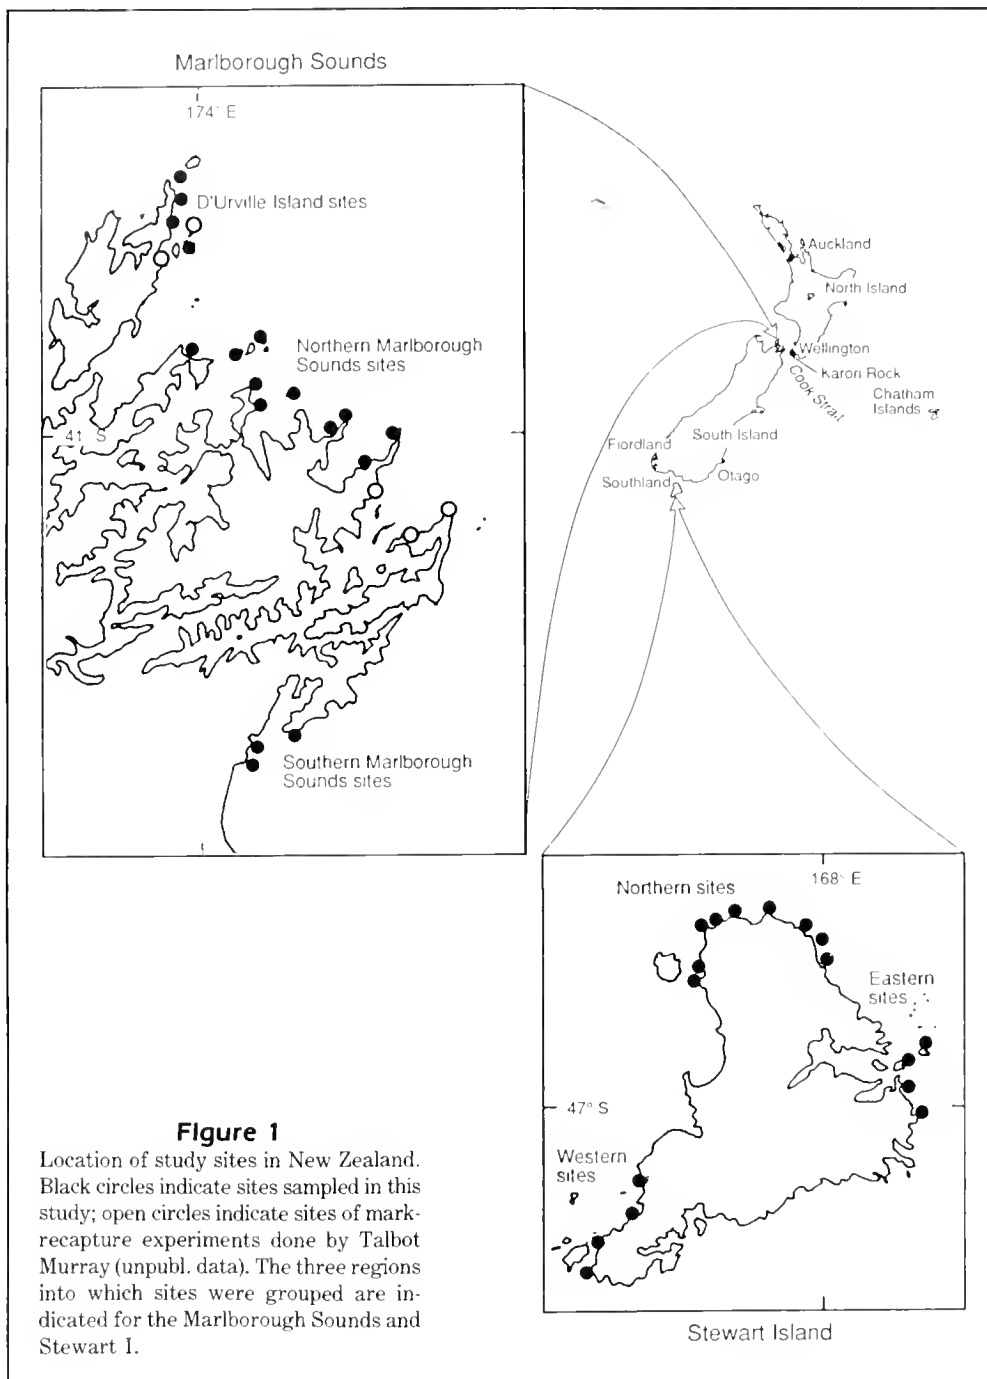 Marlborough Sounds
174° E
D'Urville Island sites
Northern Marlborough
Sounds sites
41° S
Southern Marlborough
Sounds sites
Auckland
North Island
Wellington
Karori Rock
Cook Strait
Chatham
Islands
South Island
Fiordland
Otago
Southland
168° E
Northern sites
Eastern
sites
47° S
Western
sites
Stewart Island
Figure 1
Location of study sites in New Zealand.
Black circles indicate sites sampled in this
study; open circles indicate sites of mark-
recapture experiments done by Talbot
Murray (unpubl. data). The three regions
into which sites were grouped are in-
dicated for the Marlborough Sounds and
Stewart I.